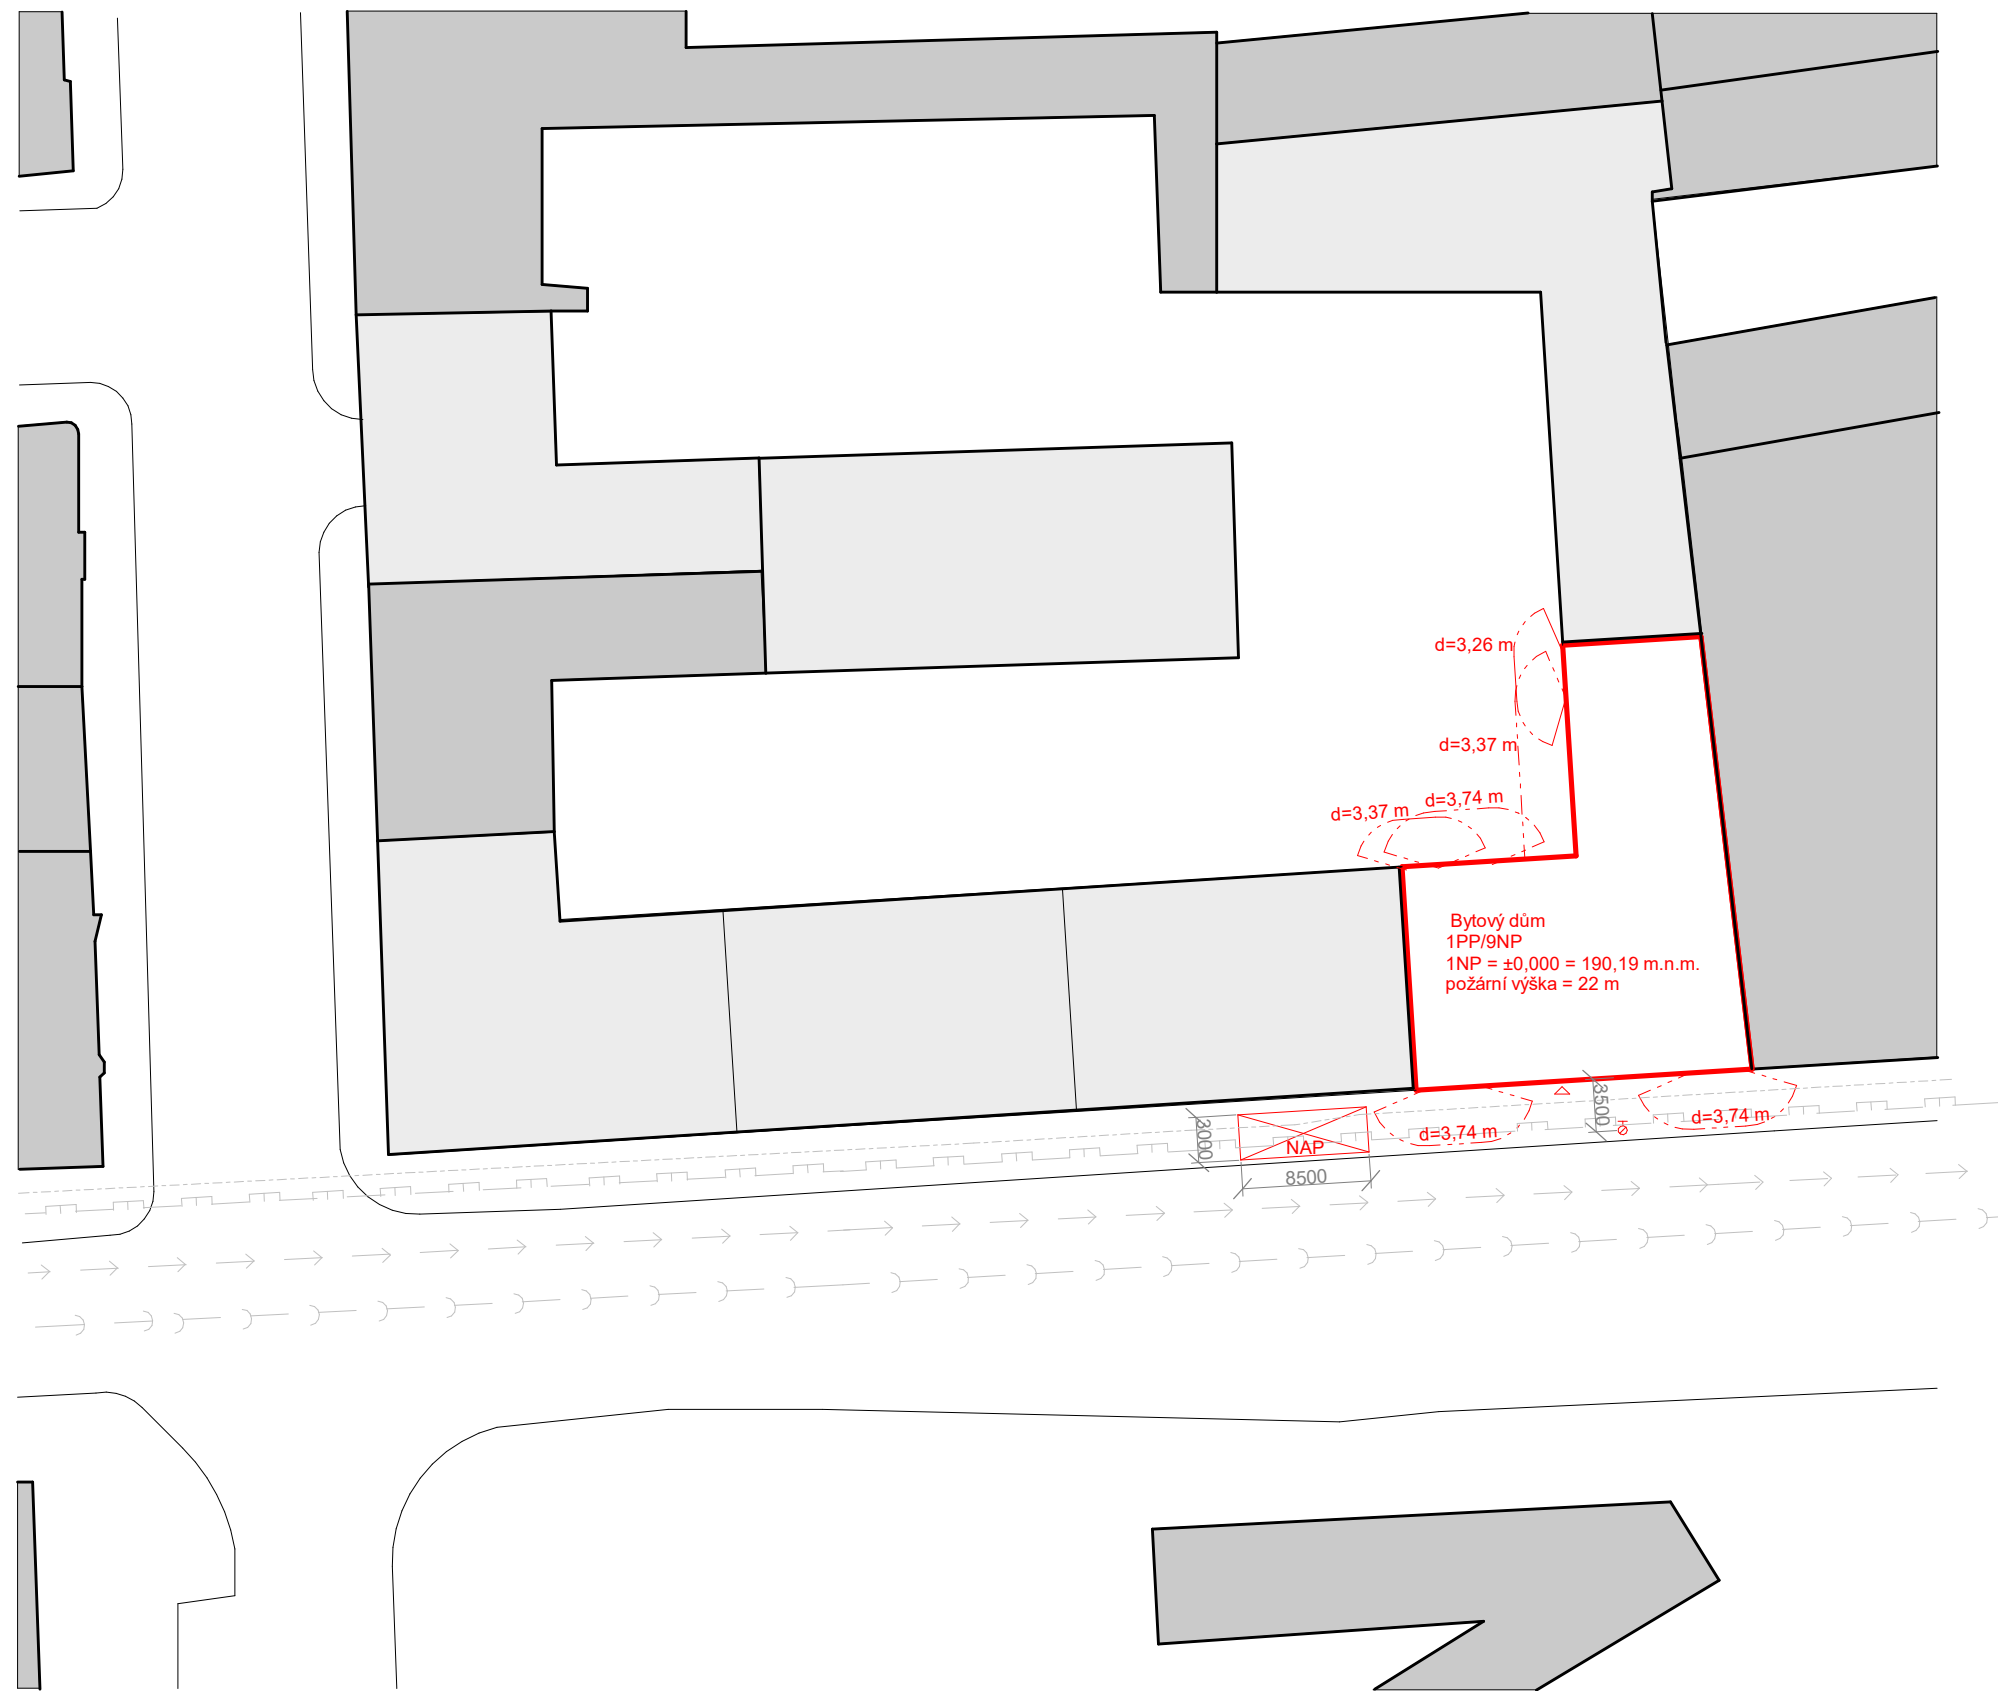 d=3,26 m
d=3,37 m
d=3,74 m
d=3,37 m
Bytový dům
1PP/9NP
1NP = ±0,000 = 190,19 m.n.m.
požární výška = 22 m
3500
d=3,74 m
3000
NAP
d=3,74 m
8500